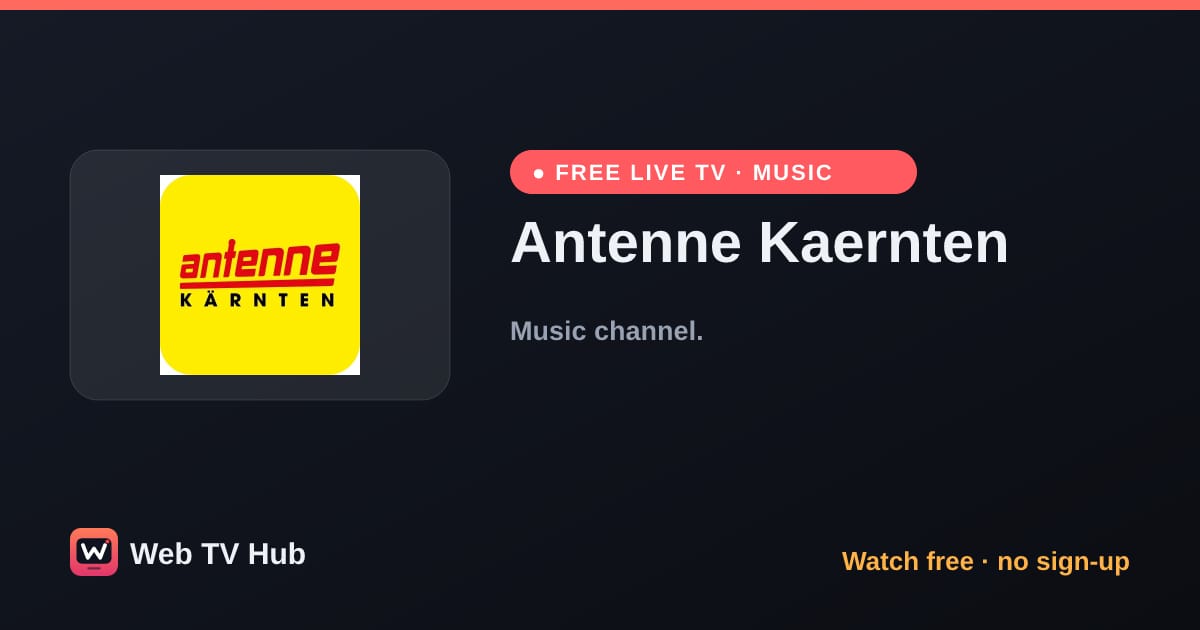 antenne
KÄRNTEN
• FREE LIVE TV · MUSIC
Antenne Kaernten
Music channel.
W
Web TV Hub
Watch free · no sign-up